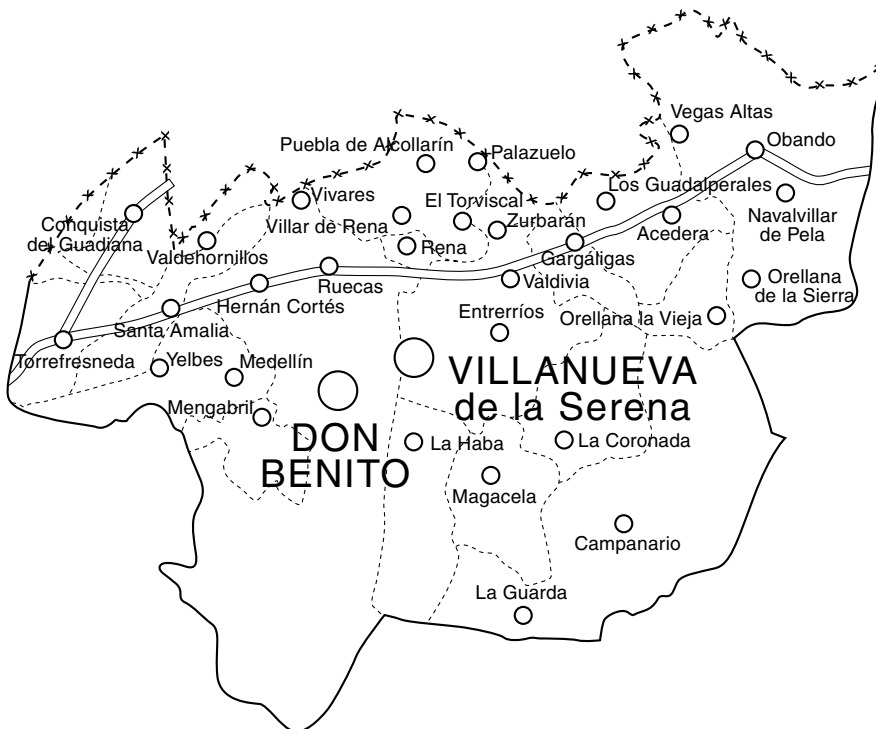 Vegas Altas
Obando
Puebla de Alcollarín
Palazuelo
Los Guadalperales
Vivares
El Torviscal
Navalvillar
de Pela
Conquista
del Guadiana
Villar de Rena
Zurbarán
Acedera
Valdehornillos
Rena
Gargáligas
Orellana
de la Sierra
Ruecas
Valdivia
Hernán Cortés
Entrerríos
Orellana la Vieja
Santa Amalia
Torrefresneda
Yelbes
Medellín
VILLANUEVA
de la Serena
Mengabril
DON
BENITO
La Haba
La Coronada
Magacela
Campanario
La Guarda